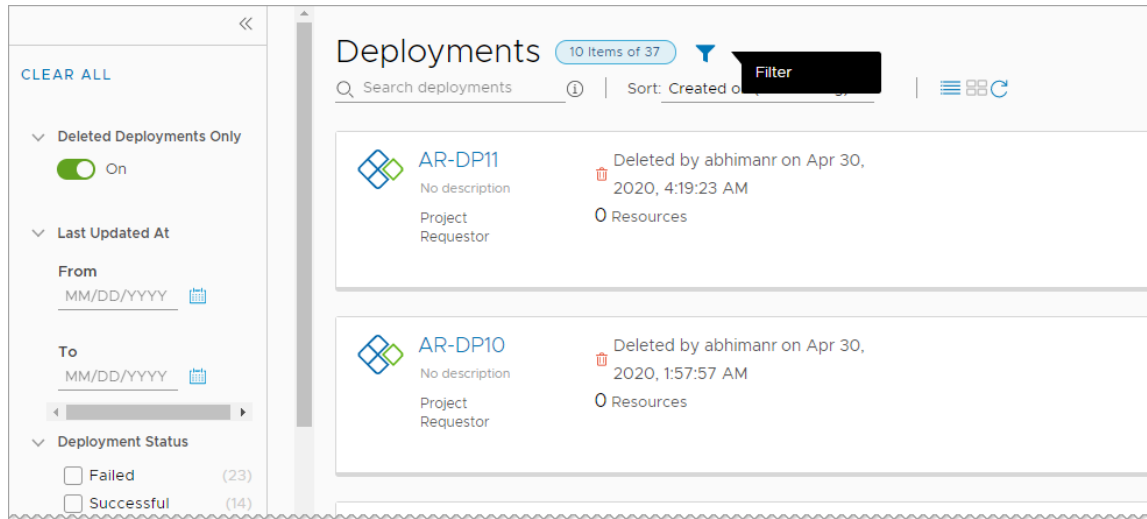 CLEAR ALL
Deleted Deployments Only
On
Last Updated At
From
MM/DD/YYYY
To
MM/DD/YYYY
Deployment Status
Failed (23)
Successful (14)
Deployments 10 Items of 37
Filter
Search deployments
Sort: Created o
AR-DP11
No description
Project
Requestor
Deleted by abhimanr on Apr 30,
2020, 4:19:23 AM
0 Resources
AR-DP10
No description
Project
Requestor
Deleted by abhimanr on Apr 30,
2020, 1:57:57 AM
0 Resources